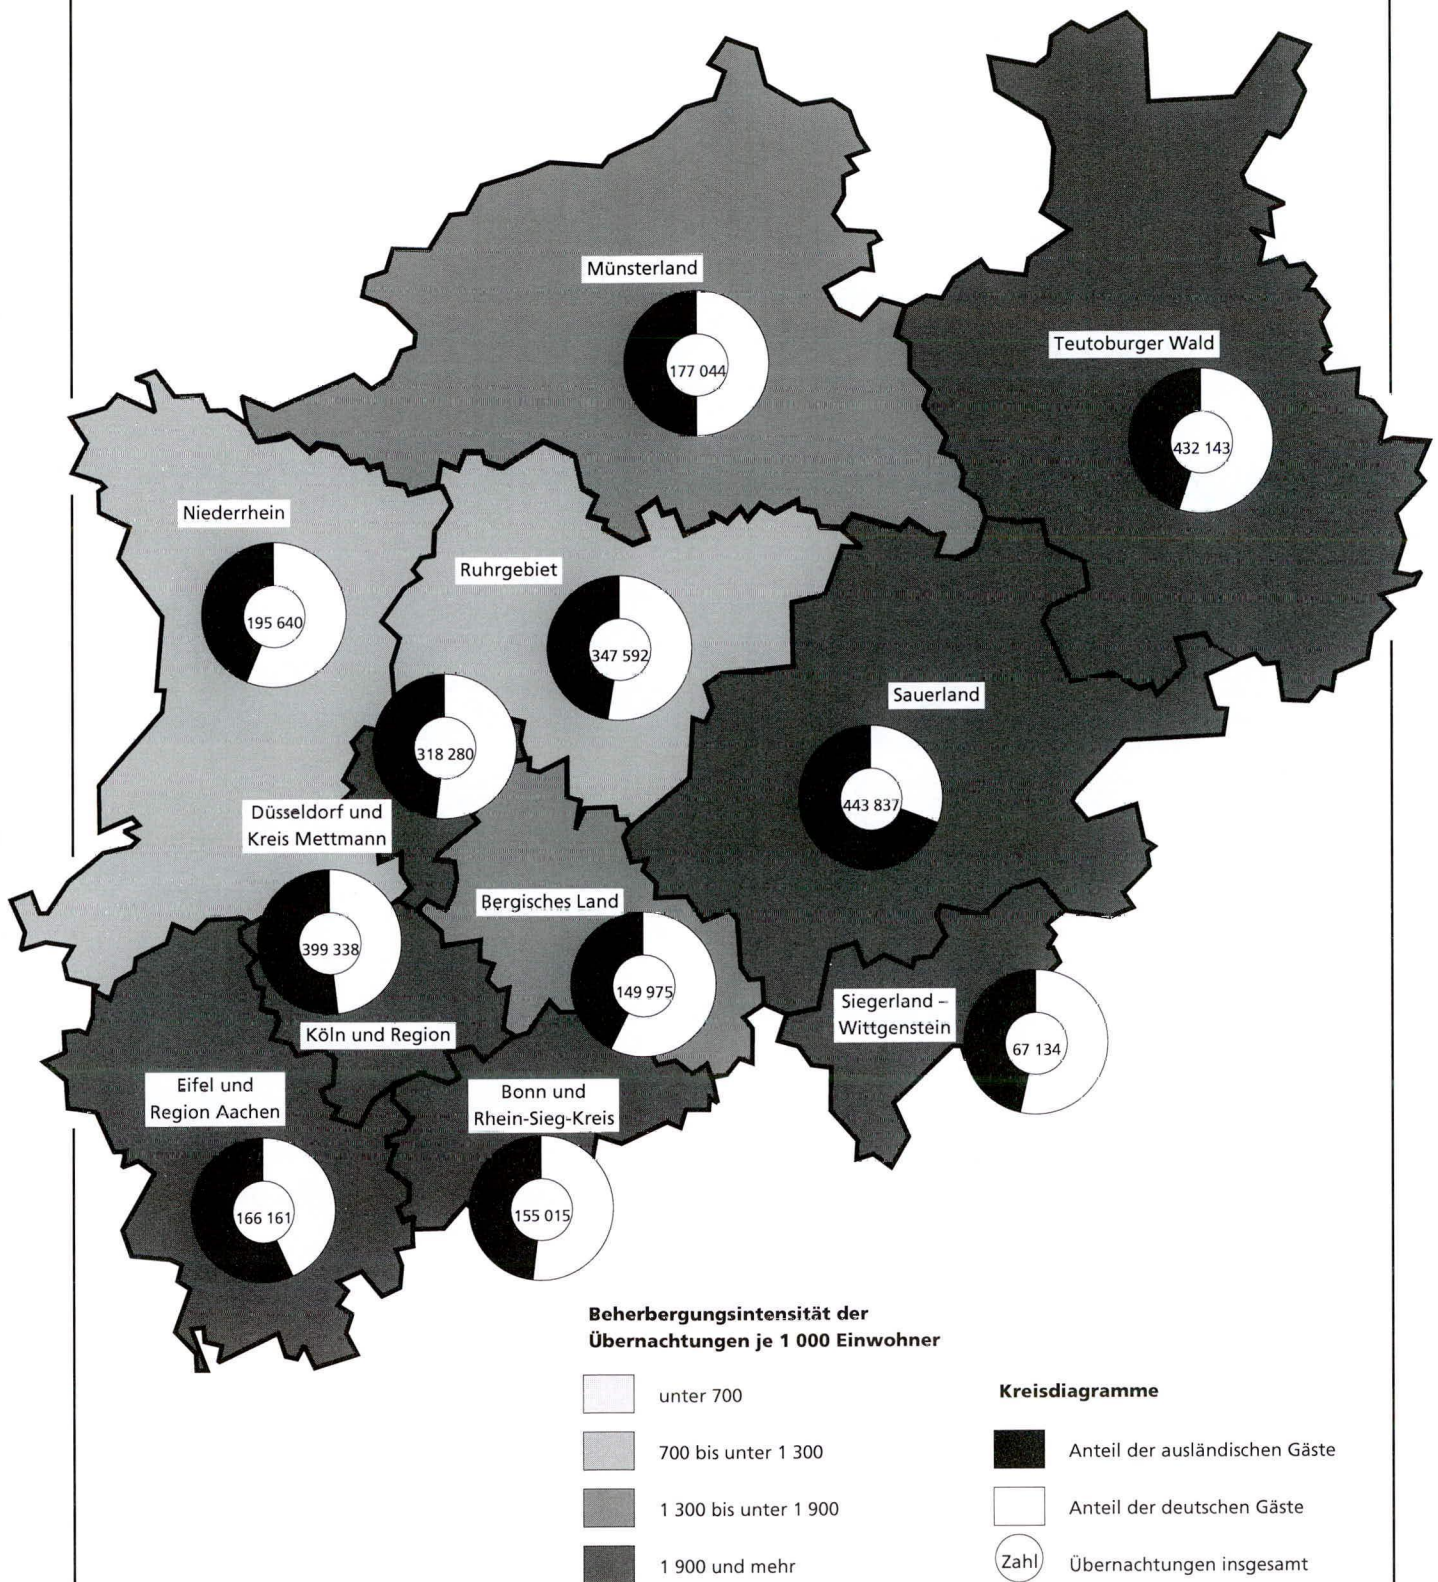 Münsterland
177 044
Teutoburger Wald
432 143
Niederrhein
195 640
Ruhrgebiet
347 592
Sauerland
443 837
318 280
Düsseldorf und
Kreis Mettmann
Bergisches Land
149 975
399 338
Köln und Region
Siegerland –
Wittgenstein
67 134
Eifel und
Region Aachen
166 161
Bonn und
Rhein-Sieg-Kreis
155 015
Beherbergungsintensität der
Übernachtungen je 1 000 Einwohner
unter 700
700 bis unter 1 300
1 300 bis unter 1 900
1 900 und mehr
Kreisdiagramme
Anteil der ausländischen Gäste
Anteil der deutschen Gäste
Zahl
Übernachtungen insgesamt